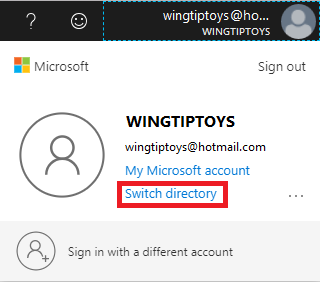 ?
wingtiptoys@ho...
WINGTIPTOYS
Microsoft
Sign out
WINGTIPTOYS
wingtiptoys@hotmail.com
My Microsoft account
Switch directory
...
Sign in with a different account